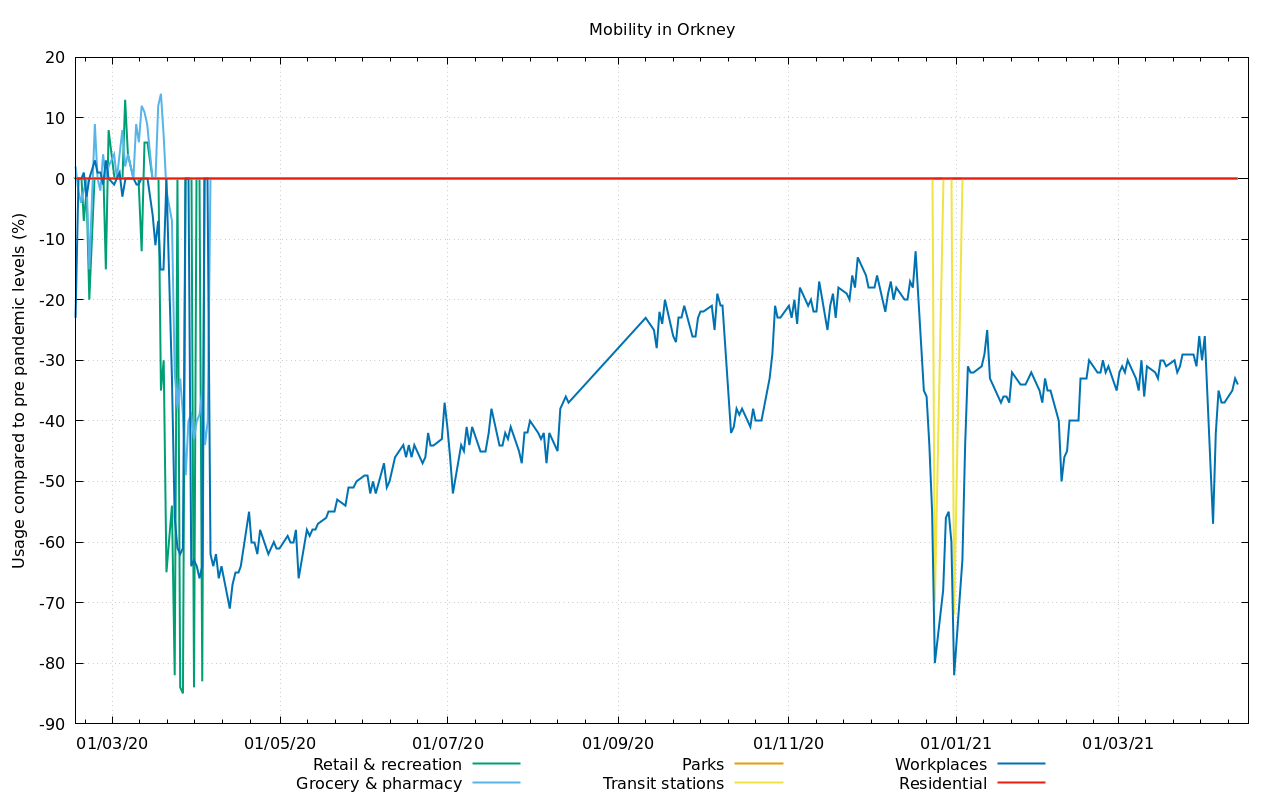 Mobility in Orkney
Usage compared to pre pandemic levels (%)
20
10
0
-10
-20
-30
-40
-50
-60
-70
-80
-90
01/03/20 01/05/20 01/07/20 01/09/20 01/11/20 01/01/21 01/03/21
Retail & recreation Parks Workplaces
Grocery & pharmacy Transit stations Residential